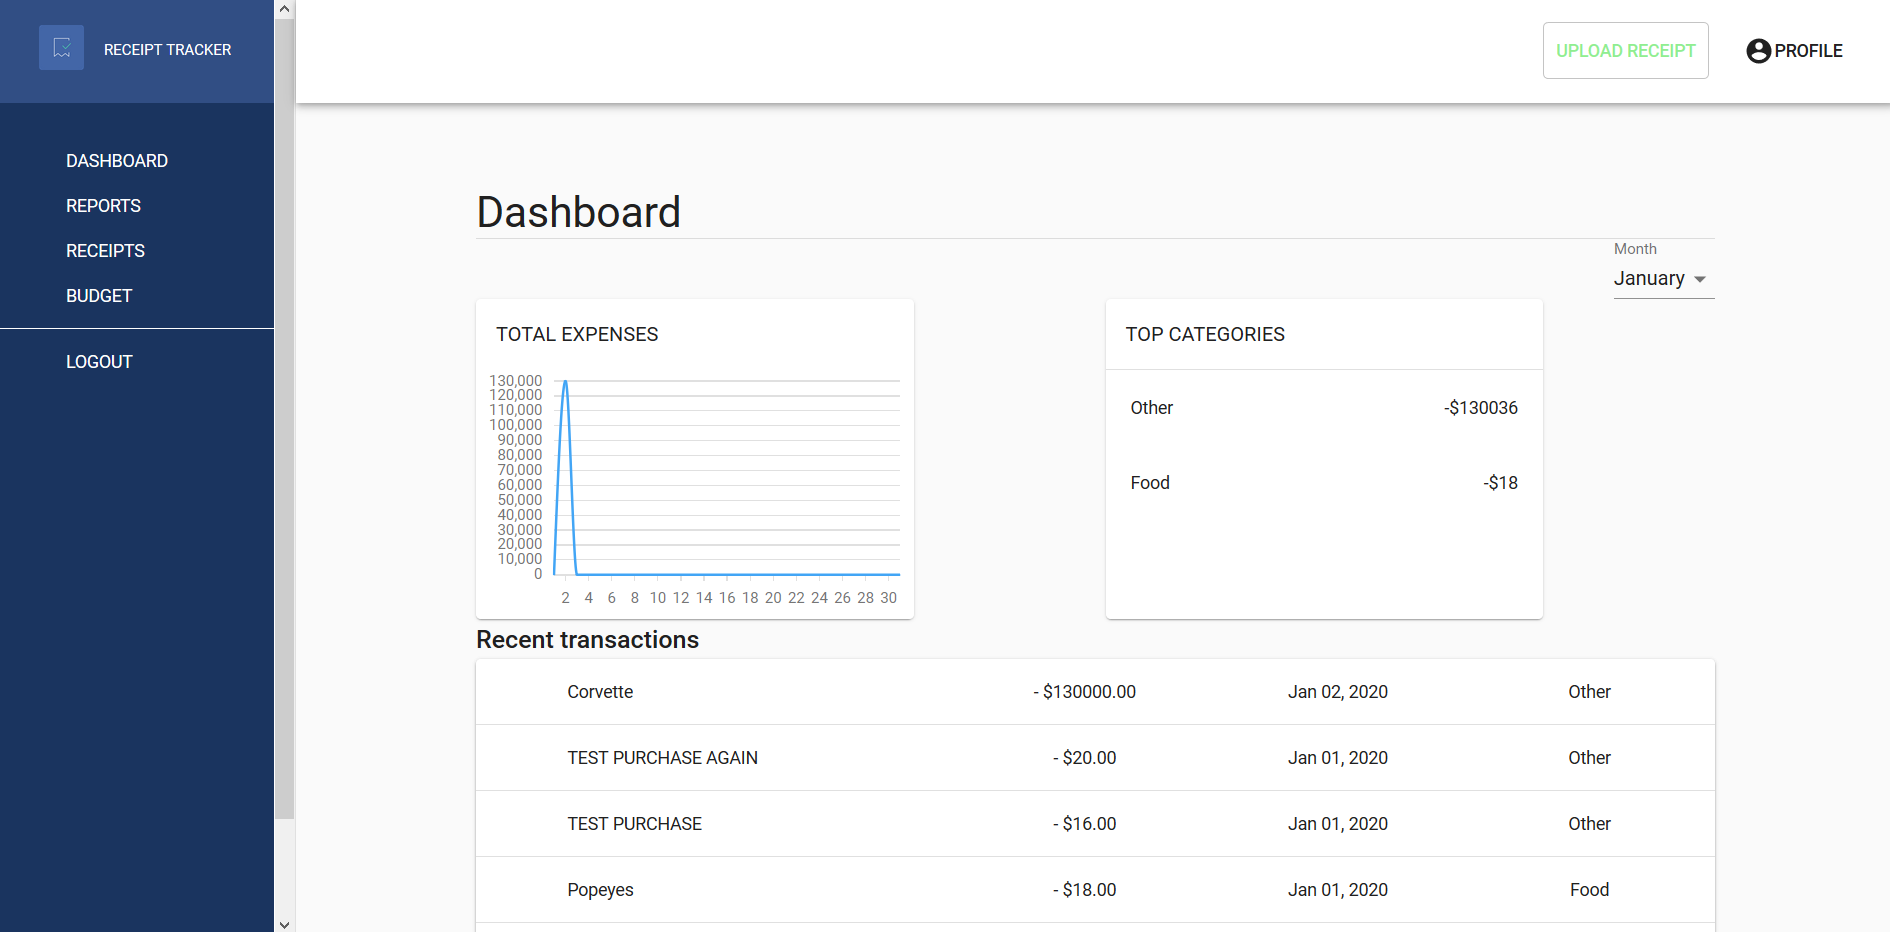 RECEIPT TRACKER
UPLOAD RECEIPT
PROFILE
DASHBOARD
REPORTS
RECEIPTS
BUDGET
LOGOUT
Dashboard
Month
January
TOTAL EXPENSES
130,000
120,000
110,000
100,000
90,000
80,000
70,000
60,000
50,000
40,000
30,000
20,000
10,000
0
2 4 6 8 10 12 14 16 18 20 22 24 26 28 30
TOP CATEGORIES
Other -$130036
Food -$18
Recent transactions
Corvette - $130000.00 Jan 02, 2020 Other
TEST PURCHASE AGAIN - $20.00 Jan 01, 2020 Other
TEST PURCHASE - $16.00 Jan 01, 2020 Other
Popeyes - $18.00 Jan 01, 2020 Food